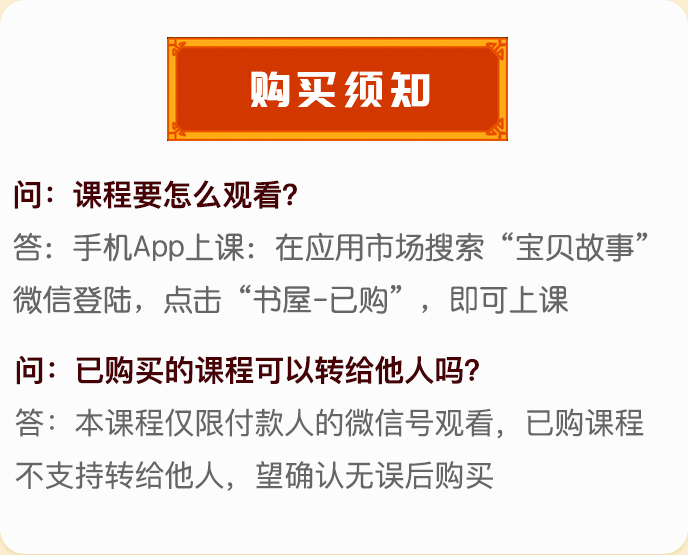 购买须知
问：课程要怎么观看？
答：手机App上课：在应用市场搜索“宝贝故事”
微信登陆，点击“书屋-已购”，即可上课
问：已购买的课程可以转给他人吗？
答：本课程仅限付款人的微信号观看，已购课程
不支持转给他人，望确认无误后购买